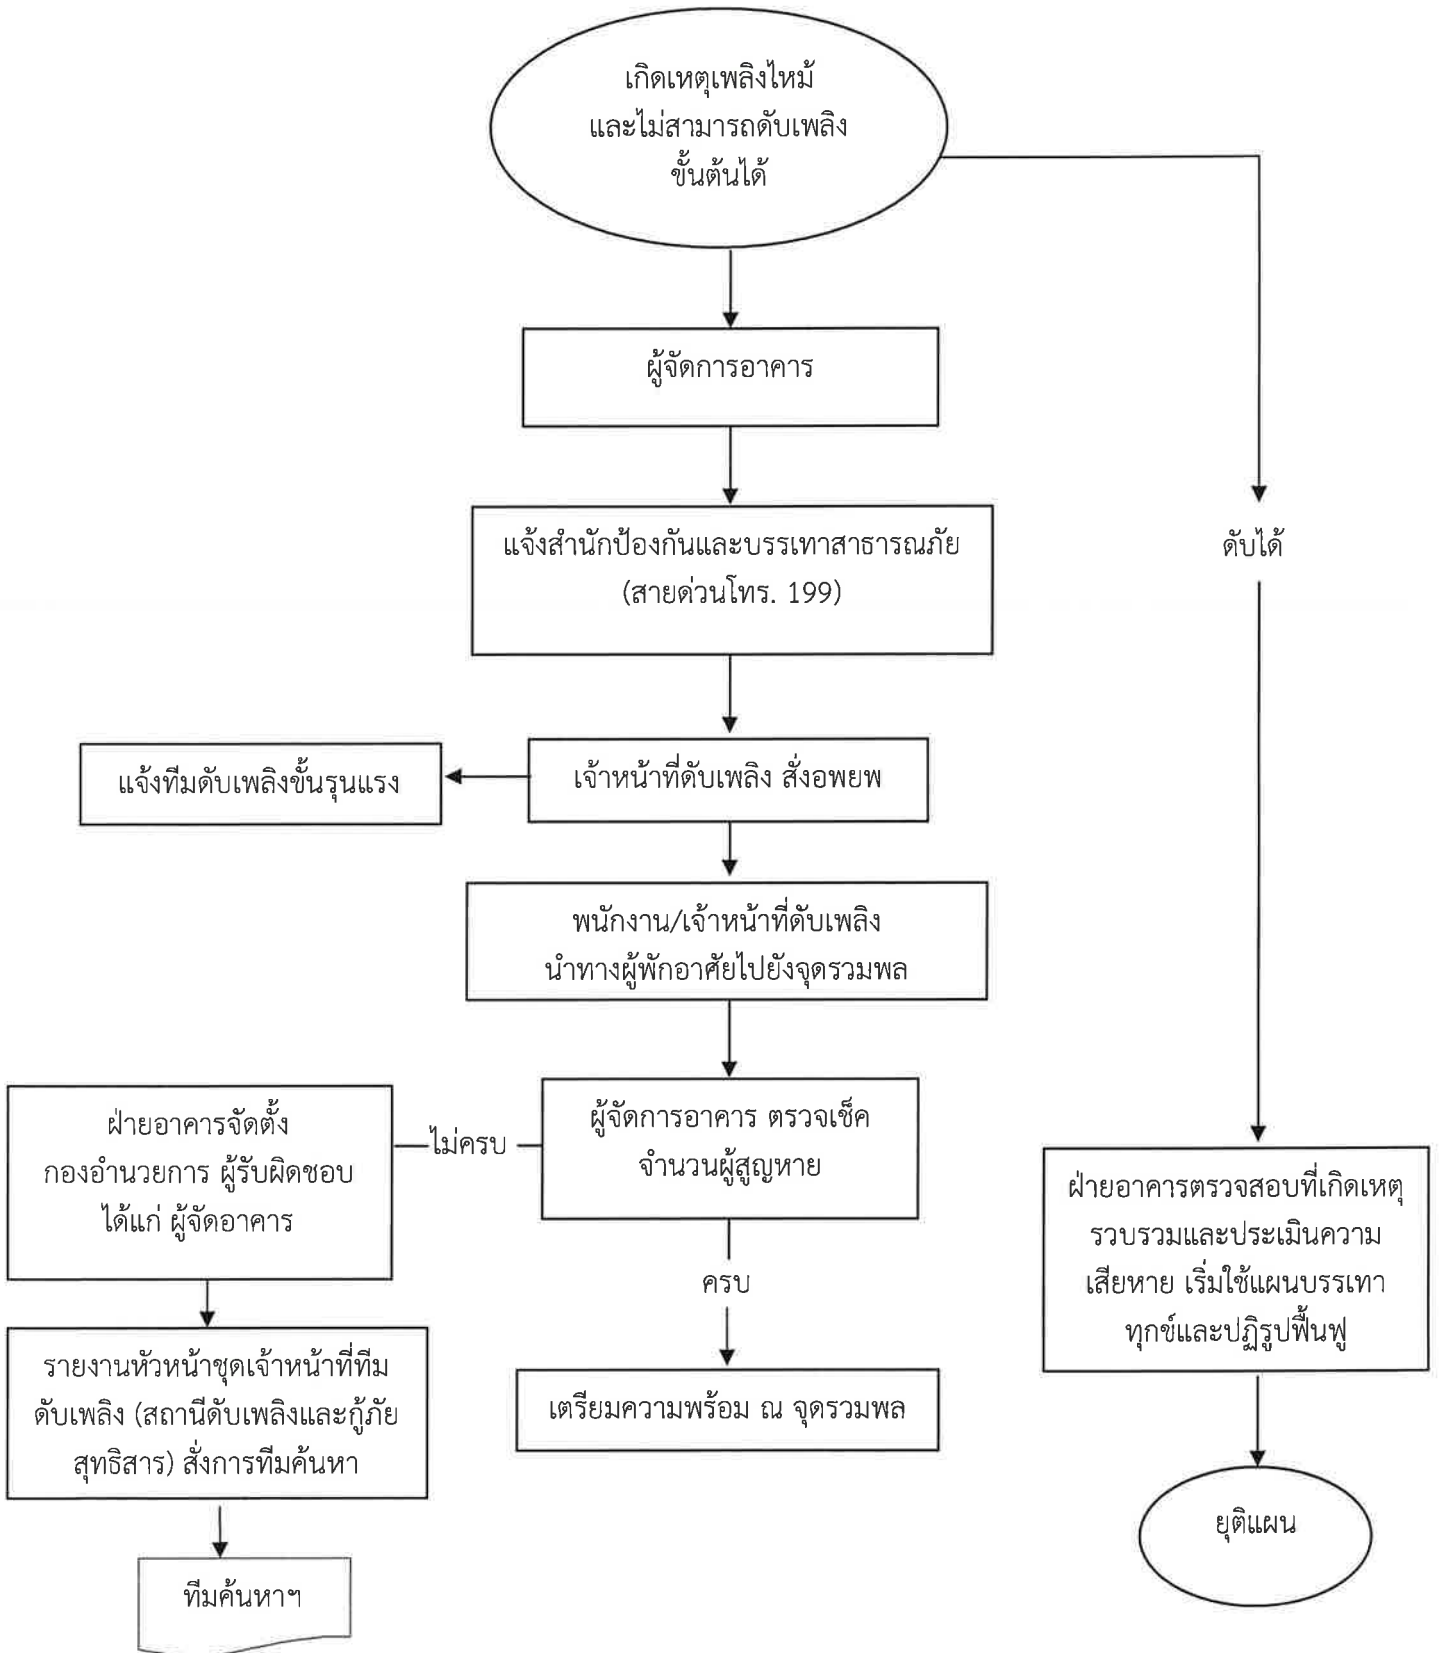 เกิดเหตุเพลิงไหม้
และไม่สามารถดับเพลิง
ขั้นต้นได้
ผู้จัดการอาคาร
แจ้งสำนักป้องกันและบรรเทาสาธารณภัย
(สายด่วนโทร. 199)
ดับได้
แจ้งทีมดับเพลิงขั้นรุนแรง
เจ้าหน้าที่ดับเพลิง สั่งอพยพ
พนักงาน/เจ้าหน้าที่ดับเพลิง
นำทางผู้พักอาศัยไปยังจุดรวมพล
ฝ่ายอาคารจัดตั้ง
กองอำนวยการ ผู้รับผิดชอบ
ได้แก่ ผู้จัดอาคาร
ไม่ครบ
ผู้จัดการอาคาร ตรวจเช็ค
จำนวนผู้สูญหาย
ฝ่ายอาคารตรวจสอบที่เกิดเหตุ
รวบรวมและประเมินความ
เสียหาย เริ่มใช้แผนบรรเทา
ทุกข์และปฏิรูปฟื้นฟู
ครบ
รายงานหัวหน้าชุดเจ้าหน้าที่ทีม
ดับเพลิง (สถานีดับเพลิงและกู้ภัย
สุทธิสาร) สั่งการทีมค้นหา
เตรียมความพร้อม ณ จุดรวมพล
ยุติแผน
ทีมค้นหาฯ